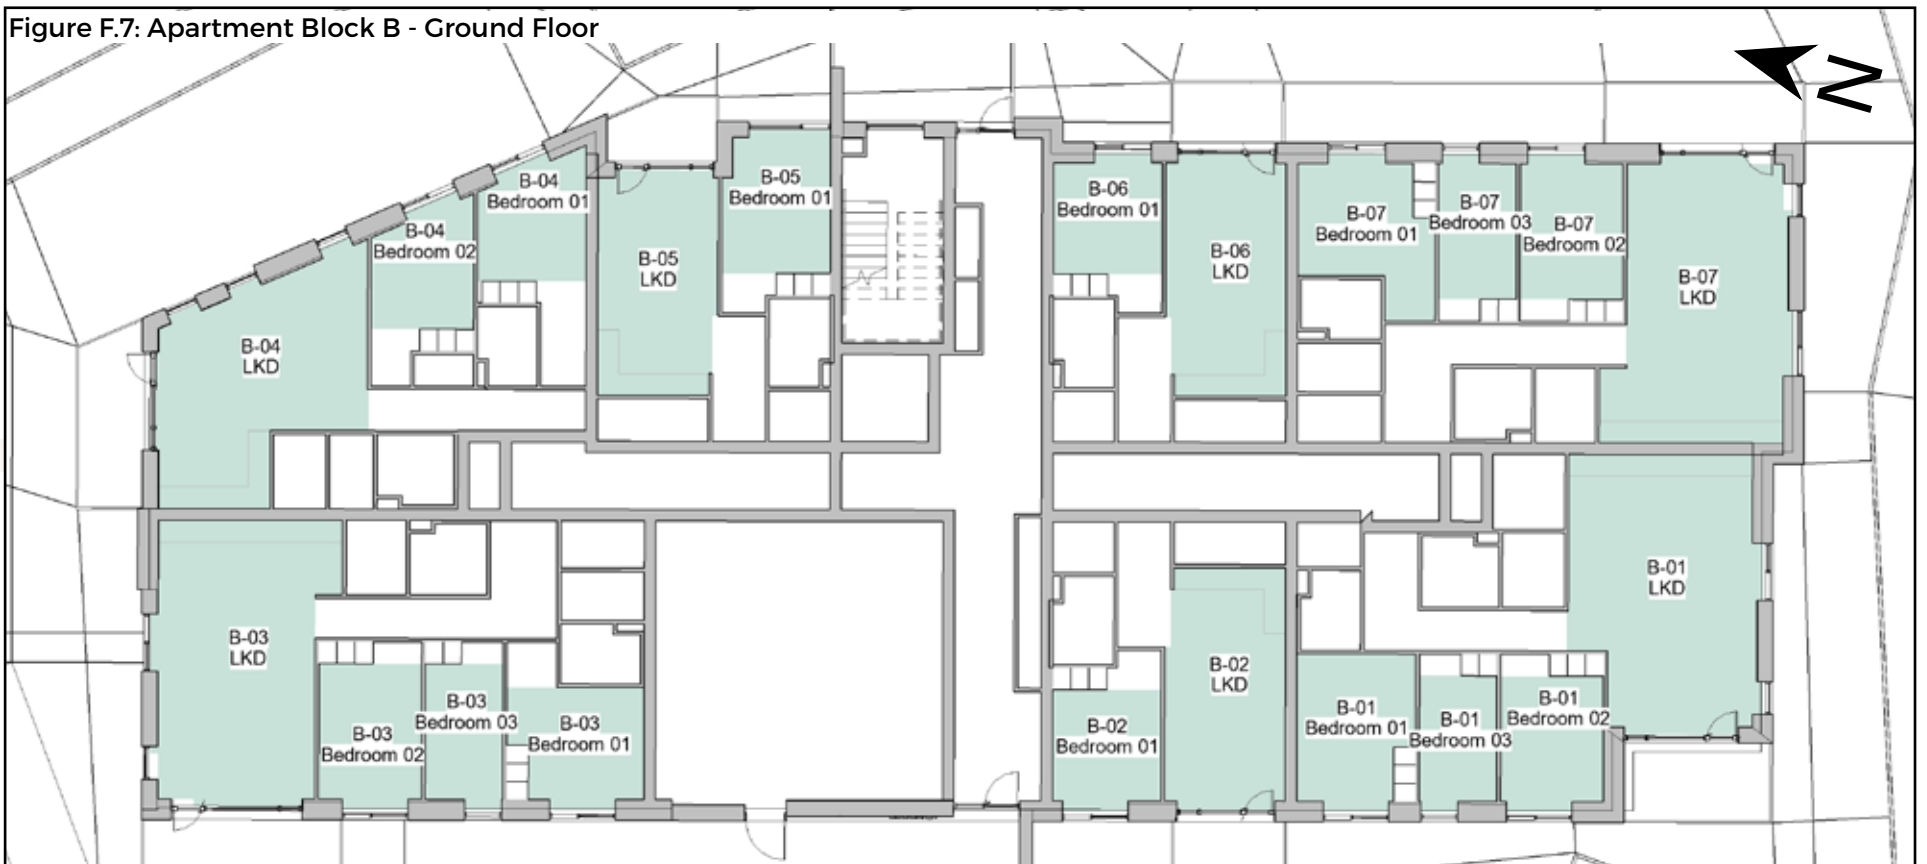 Figure F.7: Apartment Block B - Ground Floor
N
B-04
Bedroom 01
B-05
Bedroom 01
B-06
Bedroom 01
B-07
Bedroom 01
B-07
Bedroom 03
B-07
Bedroom 02
B-04
Bedroom 02
B-05
LKD
B-06
LKD
B-07
LKD
B-04
LKD
B-01
LKD
B-03
LKD
B-02
LKD
B-03
Bedroom 02
B-03
Bedroom 03
B-03
Bedroom 01
B-02
Bedroom 01
B-01
Bedroom 01
B-01
Bedroom 03
B-01
Bedroom 02